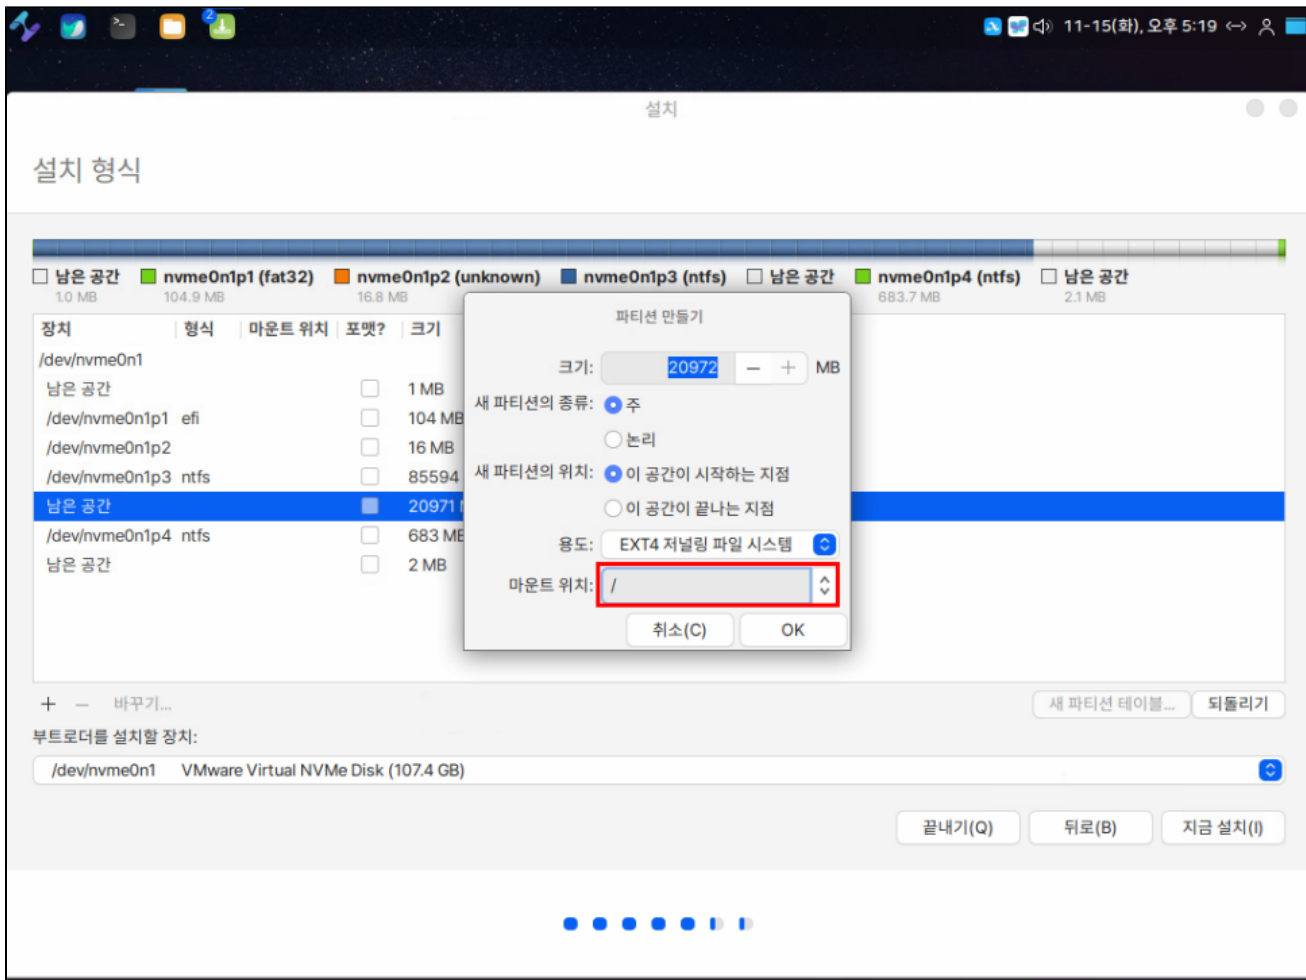 2
11-15(화), 오후 5:19
설치
설치 형식
남은 공간 nvme0n1p1 (fat32) nvme0n1p2 (unknown) nvme0n1p3 (ntfs) 남은 공간 nvme0n1p4 (ntfs) 남은 공간
1.0 MB 104.9 MB 16.8 MB 683.7 MB 2.1 MB
장치 형식 마운트 위치 포맷? 크기
/dev/nvme0n1
남은 공간 1 MB
/dev/nvme0n1p1 efi 104 MB
/dev/nvme0n1p2 16 MB
/dev/nvme0n1p3 ntfs 85594
남은 공간 20971
/dev/nvme0n1p4 ntfs 683 MB
남은 공간 2 MB
파티션 만들기
크기: 20972 − + MB
새 파티션의 종류: 주
논리
새 파티션의 위치: 이 공간이 시작하는 지점
이 공간이 끝나는 지점
용도: EXT4 저널링 파일 시스템
마운트 위치: /
취소(C) OK
+ − 바꾸기... 새 파티션 테이블... 되돌리기
부트로더를 설치할 장치:
/dev/nvme0n1 VMware Virtual NVMe Disk (107.4 GB)
끝내기(Q) 뒤로(B) 지금 설치(I)